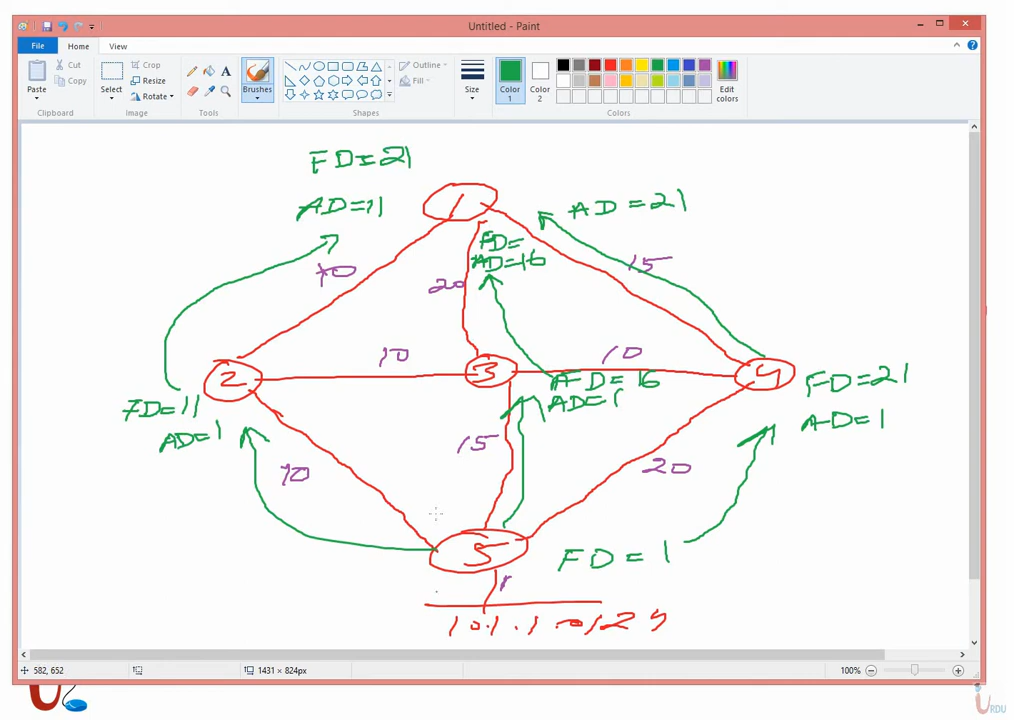 Untitled - Paint
File Home View
Paste
Cut
Copy
Clipboard
Select
Crop
Resize
Rotate
Image
A
Tools
Brushes
Shapes
Outline
Fill
Size
Color 1
Color 2
Edit colors
Colors
FD=21
AD=11
1
AD=21
FD=
AD=16
10
20
15
2
10
3
10
4
FD=11
AD=1
FD=16
AD=1
FD=21
AD=1
10
15
20
5
FD=1
1
10.1.1.0/24
582, 652
1431 × 824px
100%
URDU